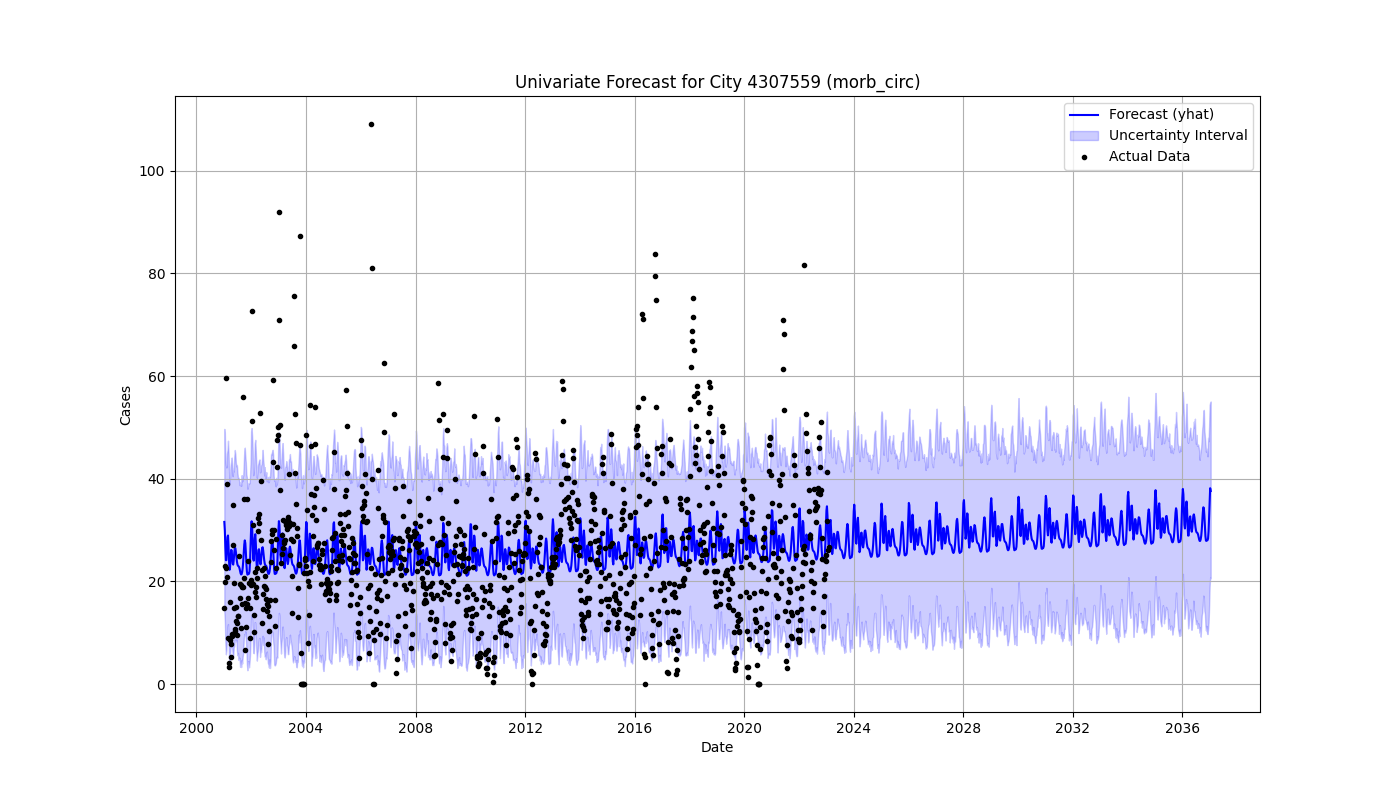 Univariate Forecast for City 4307559 (morb_circ)
Forecast (yhat)
Uncertainty Interval
Actual Data
100
80
60
40
20
0
Cases
2000 2004 2008 2012 2016 2020 2024 2028 2032 2036
Date